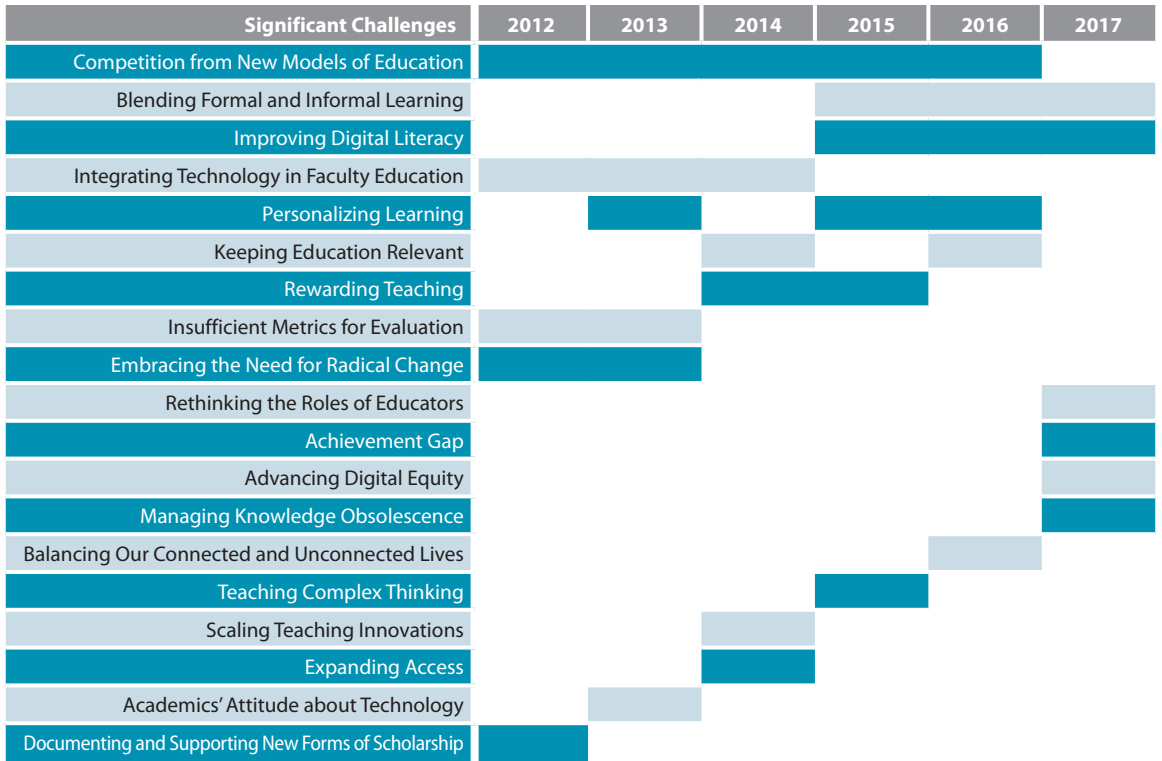 Significant Challenges 2012 2013 2014 2015 2016 2017
Competition from New Models of Education
Blending Formal and Informal Learning
Improving Digital Literacy
Integrating Technology in Faculty Education
Personalizing Learning
Keeping Education Relevant
Rewarding Teaching
Insufficient Metrics for Evaluation
Embracing the Need for Radical Change
Rethinking the Roles of Educators
Achievement Gap
Advancing Digital Equity
Managing Knowledge Obsolescence
Balancing Our Connected and Unconnected Lives
Teaching Complex Thinking
Scaling Teaching Innovations
Expanding Access
Academics’ Attitude about Technology
Documenting and Supporting New Forms of Scholarship